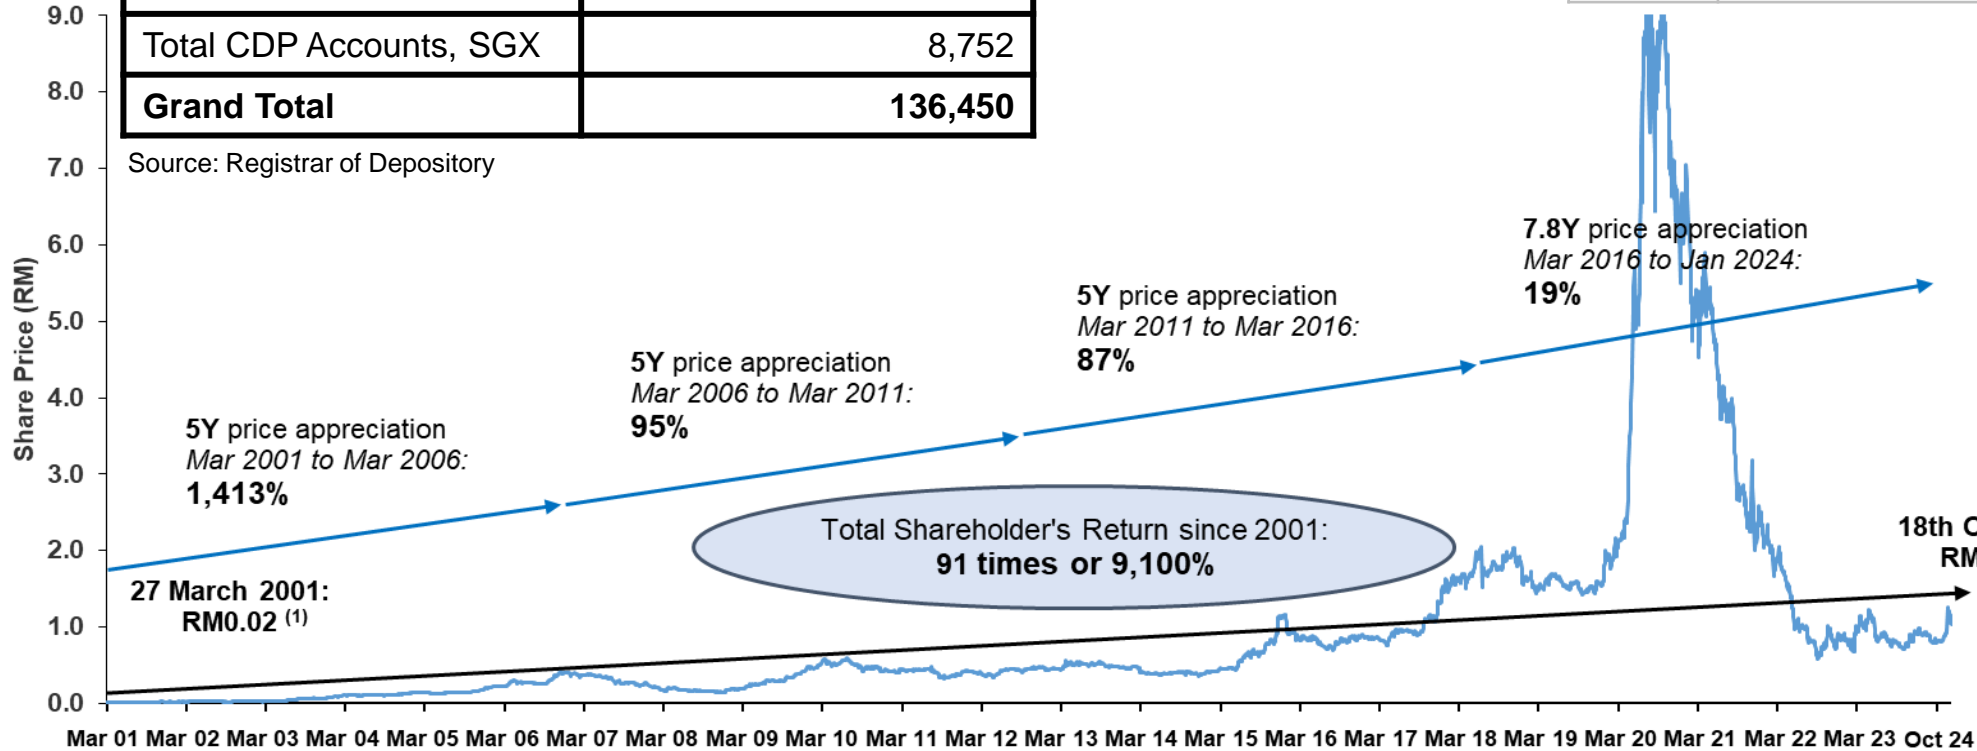 Total CDP Accounts, SGX 8,752
Grand Total 136,450
Source: Registrar of Depository
Share Price (RM)
9.0
8.0
7.0
6.0
5.0
4.0
3.0
2.0
1.0
0.0
7.8Y price appreciation
Mar 2016 to Jan 2024:
19%
5Y price appreciation
Mar 2011 to Mar 2016:
87%
5Y price appreciation
Mar 2006 to Mar 2011:
95%
5Y price appreciation
Mar 2001 to Mar 2006:
1,413%
Total Shareholder's Return since 2001:
91 times or 9,100%
18th
RM
27 March 2001:
RM0.02 (1)
Mar 01 Mar 02 Mar 03 Mar 04 Mar 05 Mar 06 Mar 07 Mar 08 Mar 09 Mar 10 Mar 11 Mar 12 Mar 13 Mar 14 Mar 15 Mar 16 Mar 17 Mar 18 Mar 19 Mar 20 Mar 21 Mar 22 Mar 23 Oct 24